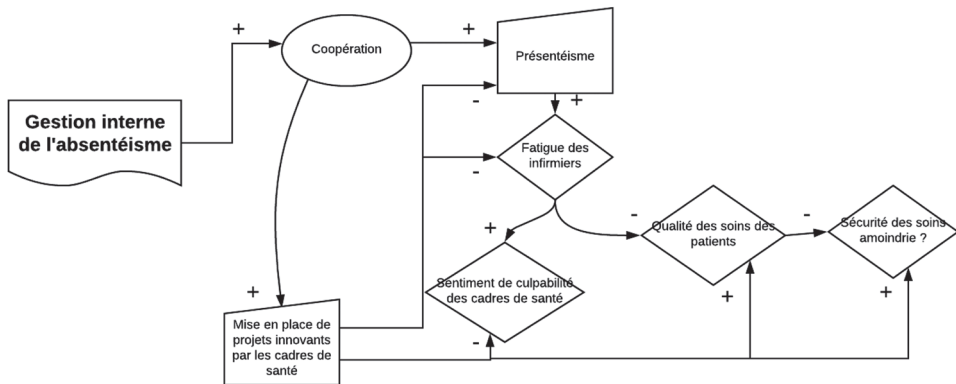 +
+
Coopération
Présentéisme
-
+
Gestion interne
de l'absentéisme
Fatigue des
infirmiers
-
+
-
-
Qualité des soins des
patients
Sécurité des soins
amoindrie ?
Sentiment de culpabilité
des cadres de santé
+
+
+
Mise en place de
projets innovants
par les cadres de
santé
-